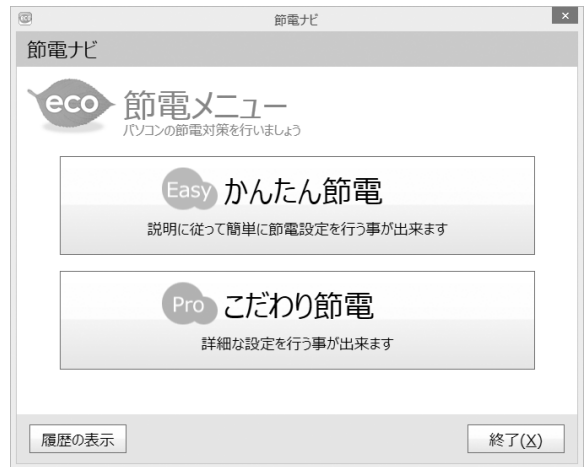 節電ナビ
×
節電ナビ
eco
節電メニュー
パソコンの節電対策を行いましょう
Easy かんたん節電
説明に従って簡単に節電設定を行う事が出来ます
Pro こだわり節電
詳細な設定を行う事が出来ます
履歴の表示
終了(X)